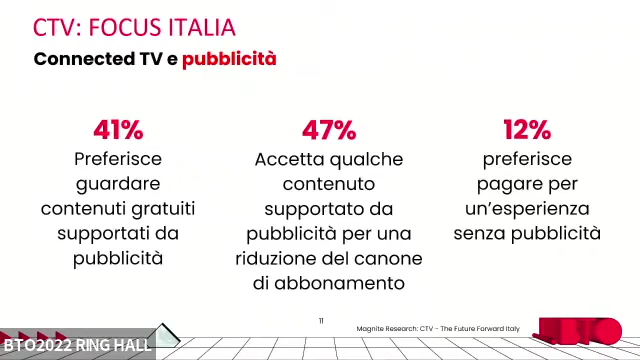 CTV: FOCUS ITALIA
Connected TV e pubblicità
41%
Preferisce
guardare
contenuti gratuiti
supportati da
pubblicità
47%
Accetta qualche
contenuto
supportato da
pubblicità per una
riduzione del canone
di abbonamento
12%
preferisce
pagare per
un'esperienza
senza pubblicità
11
Magnite Research: CTV - The Future Forward Italy
BTO2022 RING HALL
BTO